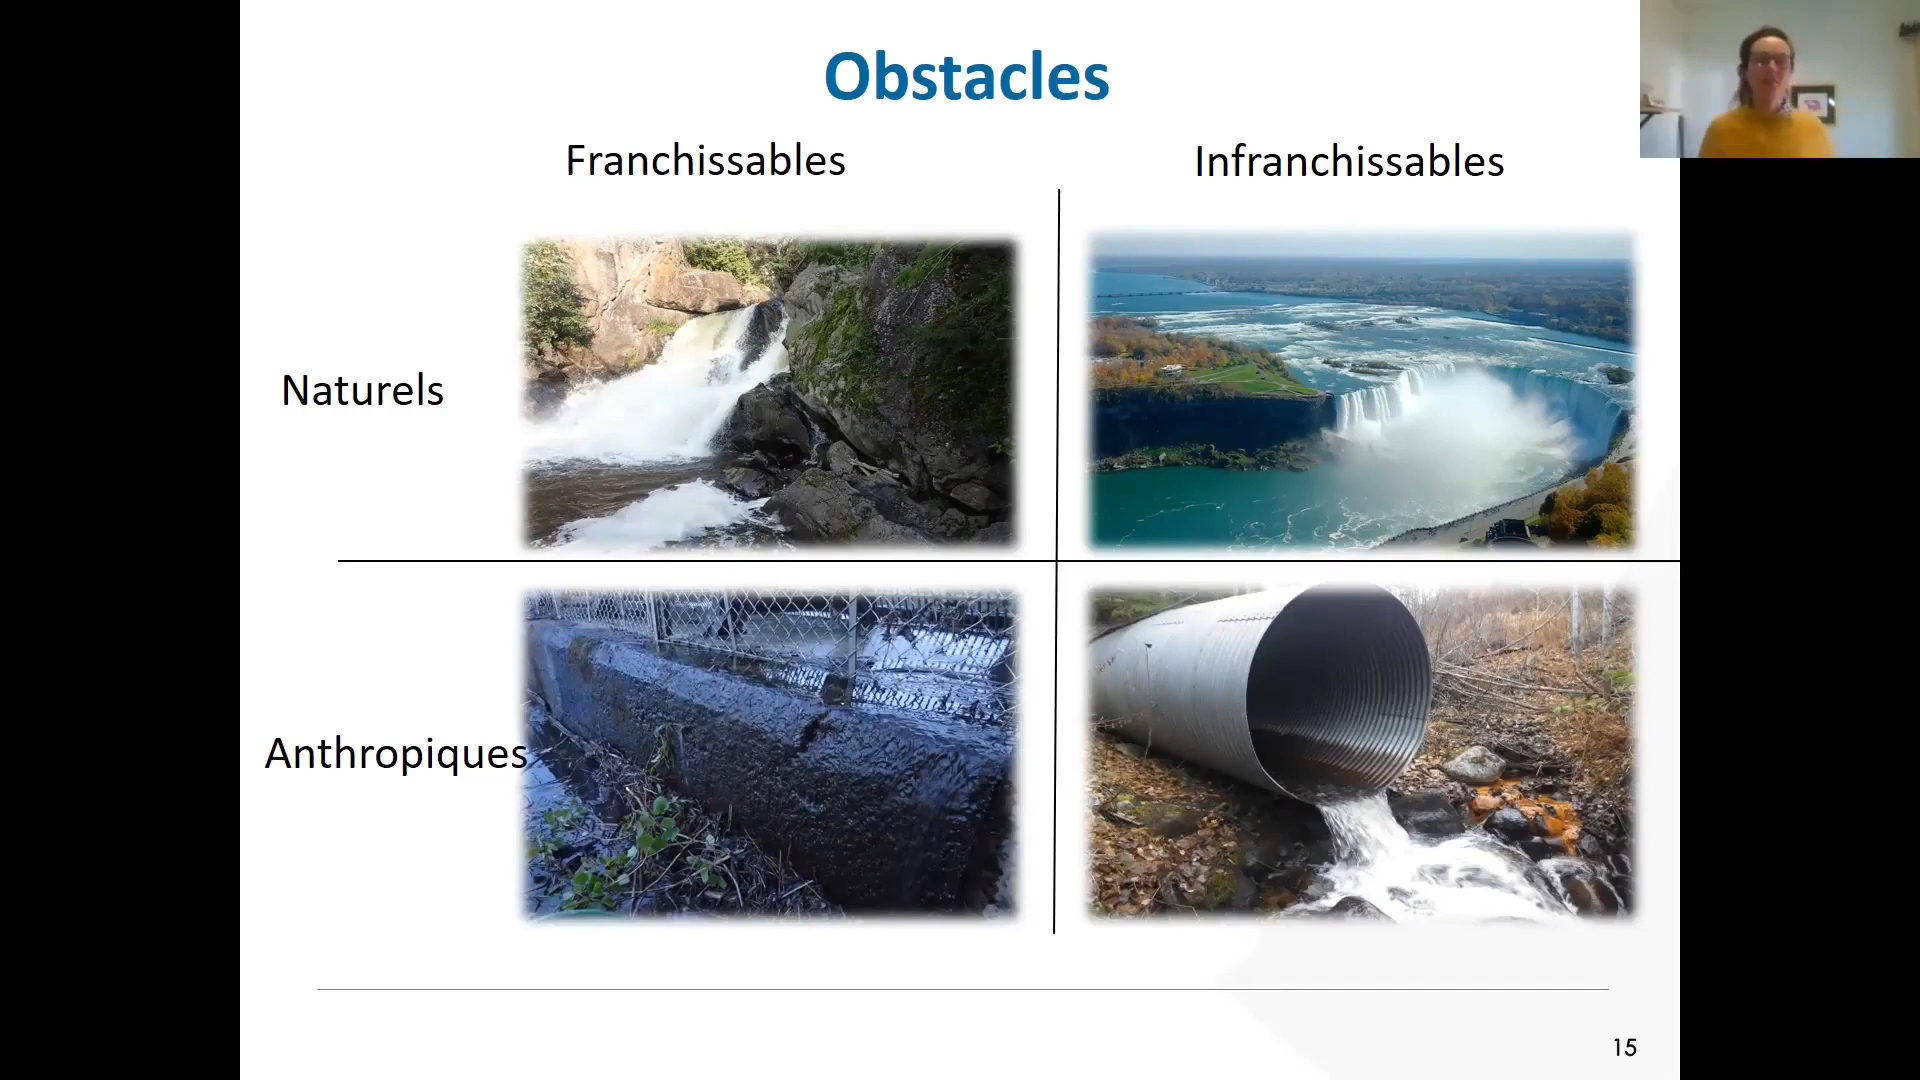 Obstacles
Franchissables
Infranchissables
Naturels
Anthropiques
15